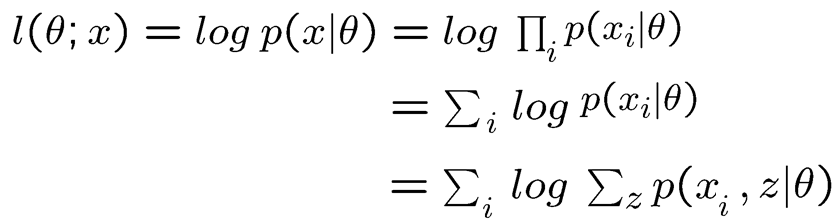 l(θ; x) = log p(x|θ) = log ∏_i p(x_i|θ)
= ∑_i log p(x_i|θ)
= ∑_i log ∑_z p(x_i , z|θ)